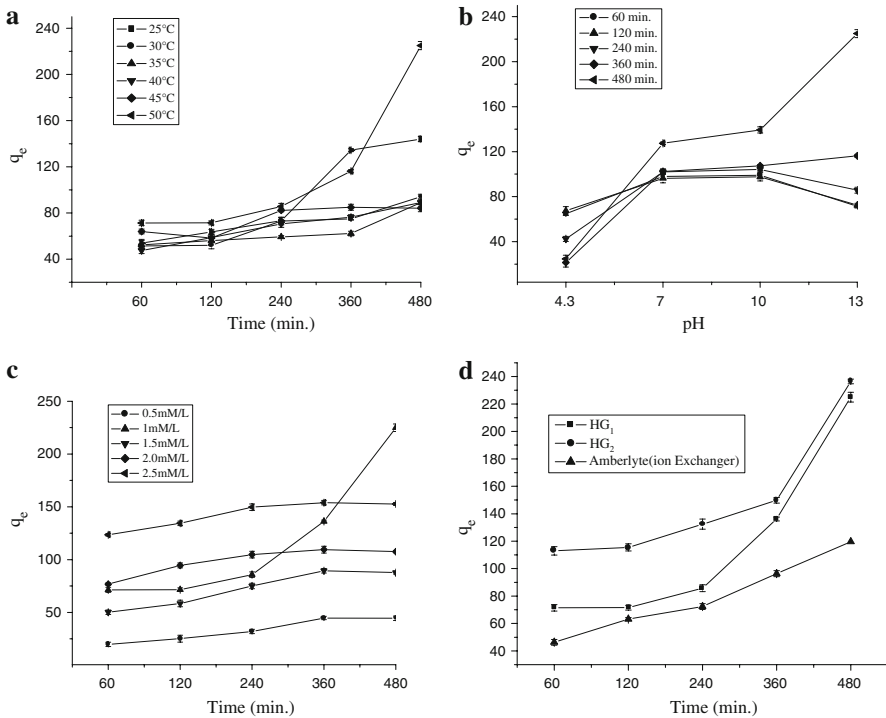 a
240
200
160
120
80
40
qe
25°C
30°C
35°C
40°C
45°C
50°C
60 120 240 360 480
Time (min.)
b
240
200
160
120
80
40
qe
60 min.
120 min.
240 min.
360 min.
480 min.
4.3 7 10 13
pH
c
250
200
150
100
50
qe
0.5mM/L
1mM/L
1.5mM/L
2.0mM/L
2.5mM/L
60 120 240 360 480
Time (min.)
d
240
220
200
180
160
140
120
100
80
60
40
qe
HG1
HG2
Amberlyte(ion Exchanger)
60 120 240 360 480
Time (min.)